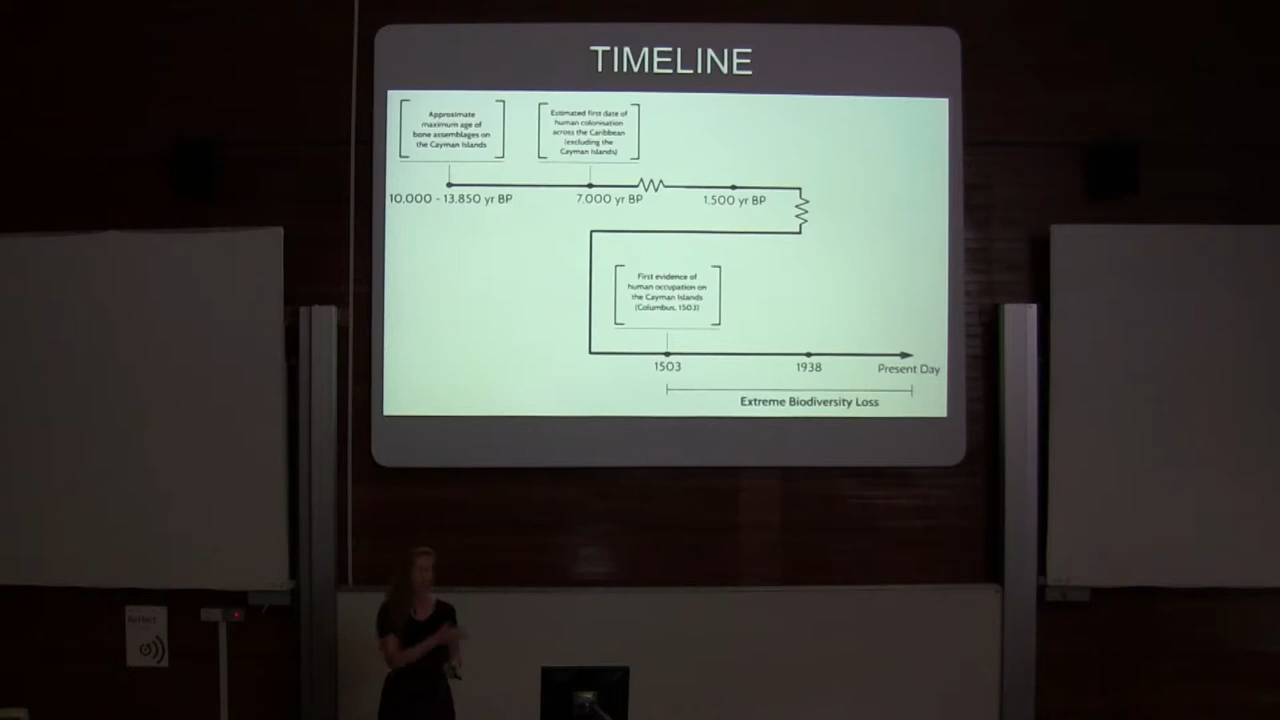 TIMELINE
Approximate
maximum age of
bone assemblages on
the Cayman Islands
Estimated first date of
human colonisation
across the Caribbean
(excluding the
Cayman Islands)
10,000 - 13,850 yr BP
7,000 yr BP
1,500 yr BP
First evidence of
human occupation on
the Cayman Islands
(Columbus, 1503)
1503
1938
Present Day
Extreme Biodiversity Loss
Reflect